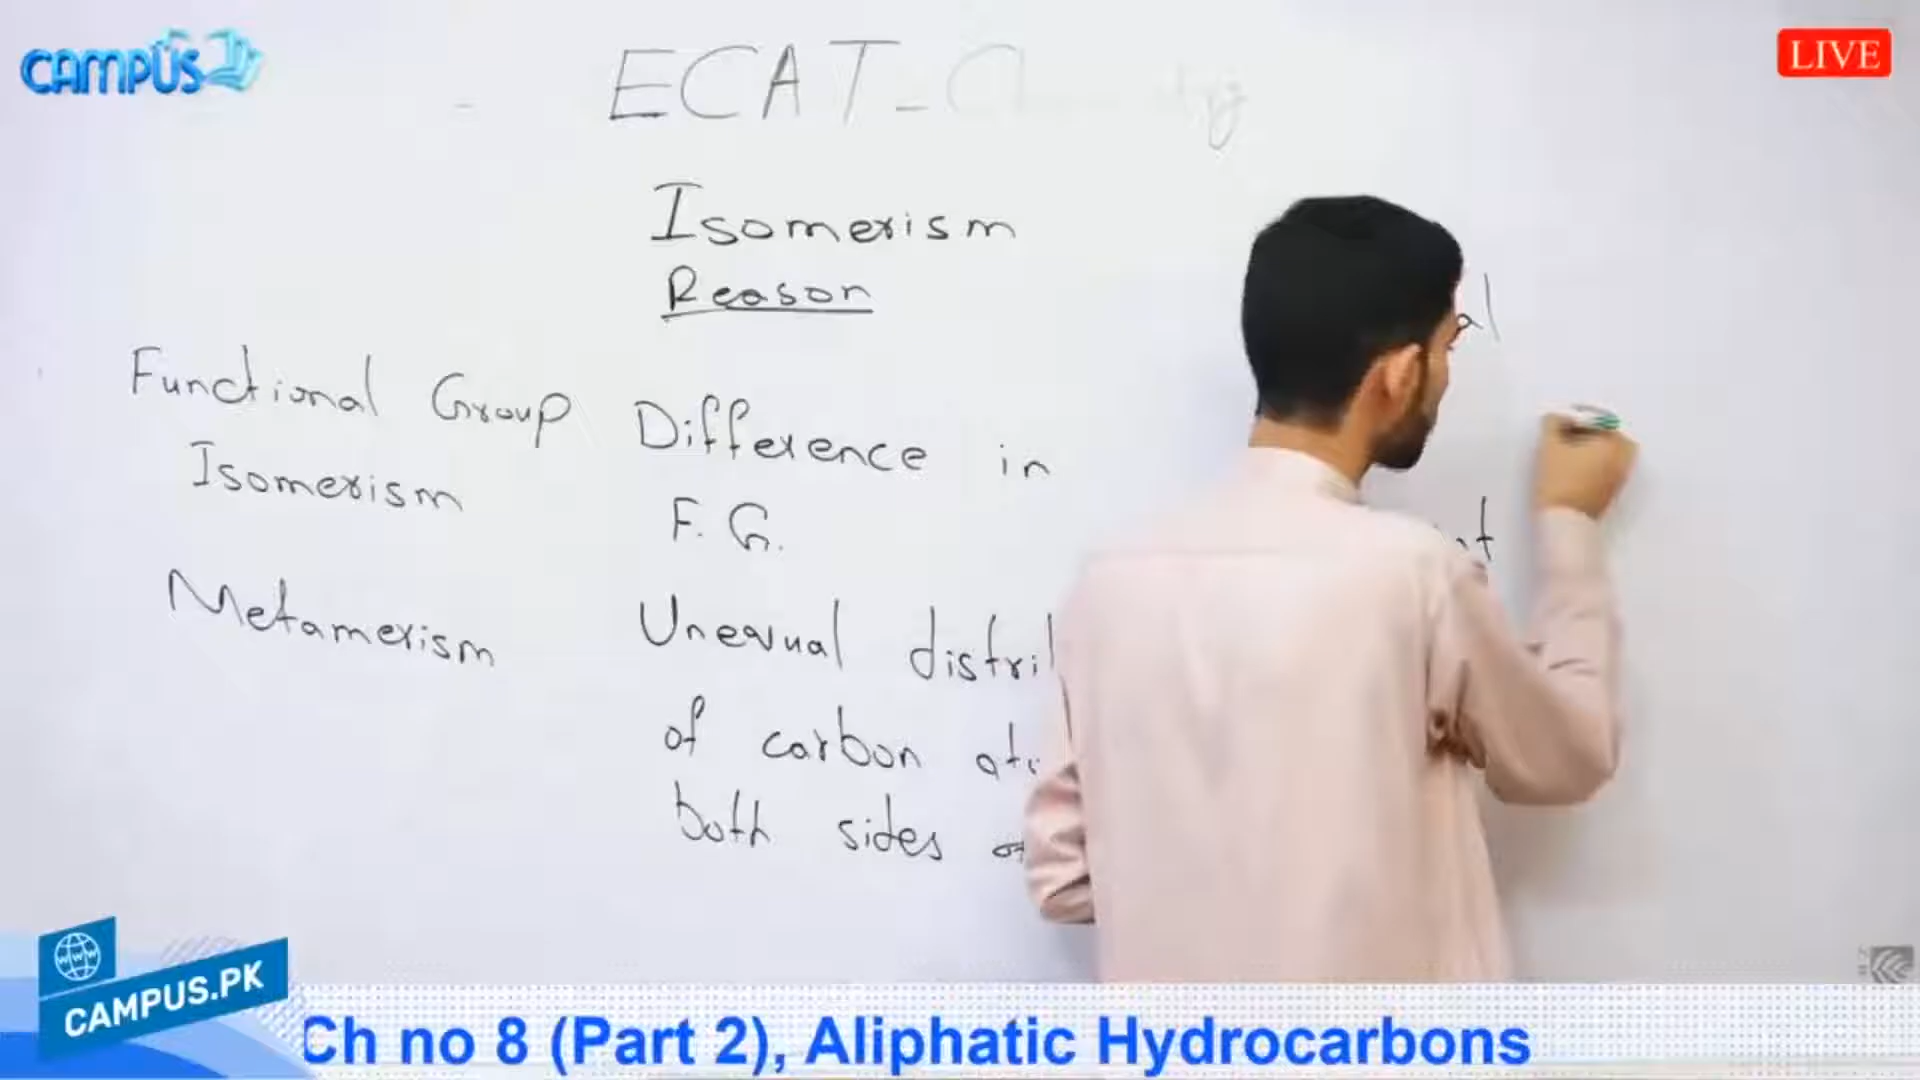 CAMPUS
LIVE
ECAT-
Isomerism
Reason
Functional Group
Isomerism
Difference in
F.G.
Metamerism
Unequal
of carbon
both sides
CAMPUS.PK
Ch no 8 (Part 2), Aliphatic Hydrocarbons